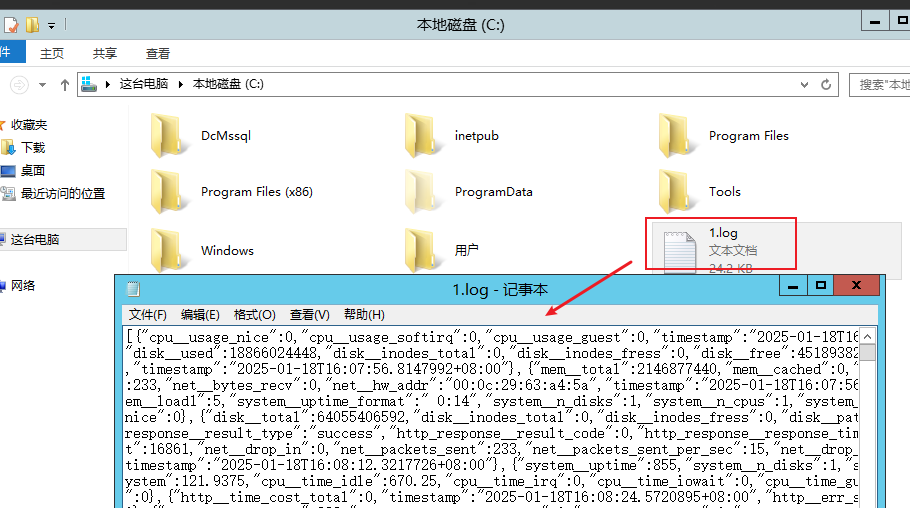 本地磁盘 (C:)
件 主页 共享 查看
这台电脑 本地磁盘 (C:) 搜索"本地
收藏夹
下载
桌面
最近访问的位置
这台电脑
网络
DcMssql inetpub Program Files
Program Files (x86) ProgramData Tools
Windows 用户 1.log
文本文档
24.2 KB
1.log - 记事本
文件(F) 编辑(E) 格式(O) 查看(V) 帮助(H)
[{"cpu__usage_nice":0,"cpu__usage_softirq":0,"cpu__usage_guest":0,"timestamp":"2025-01-18T16
"disk__used":18866024448,"disk__inodes_total":0,"disk__inodes_fress":0,"disk__free":45189382
,"timestamp":"2025-01-18T16:07:56.8147992+08:00"},{"mem__total":2146877440,"mem__cached":0,
:233,"net__bytes_recv":0,"net__hw_addr":"00:0c:29:63:a4:5a","timestamp":"2025-01-18T16:07:56
em__load1":5,"system__uptime_format":" 0:14","system__n_disks":1,"system__n_cpus":1,"system_
nice":0},{"disk__total":64055406592,"disk__inodes_total":0,"disk__inodes_fress":0,"disk__pat
response__result_type":"success","http_response__result_code":0,"http_response__response_tim
t":16861,"net__drop_in":0,"net__packets_sent":233,"net__packets_sent_per_sec":15,"net__drop_
timestamp":"2025-01-18T16:08:12.3217726+08:00"},{"system__uptime":855,"system__n_disks":1,"s
ystem":121.9375,"cpu__time_idle":670.25,"cpu__time_irq":0,"cpu__time_iowait":0,"cpu__time_gu
":0},{"http__time_cost_total":0,"timestamp":"2025-01-18T16:08:24.5720895+08:00","http__err_s